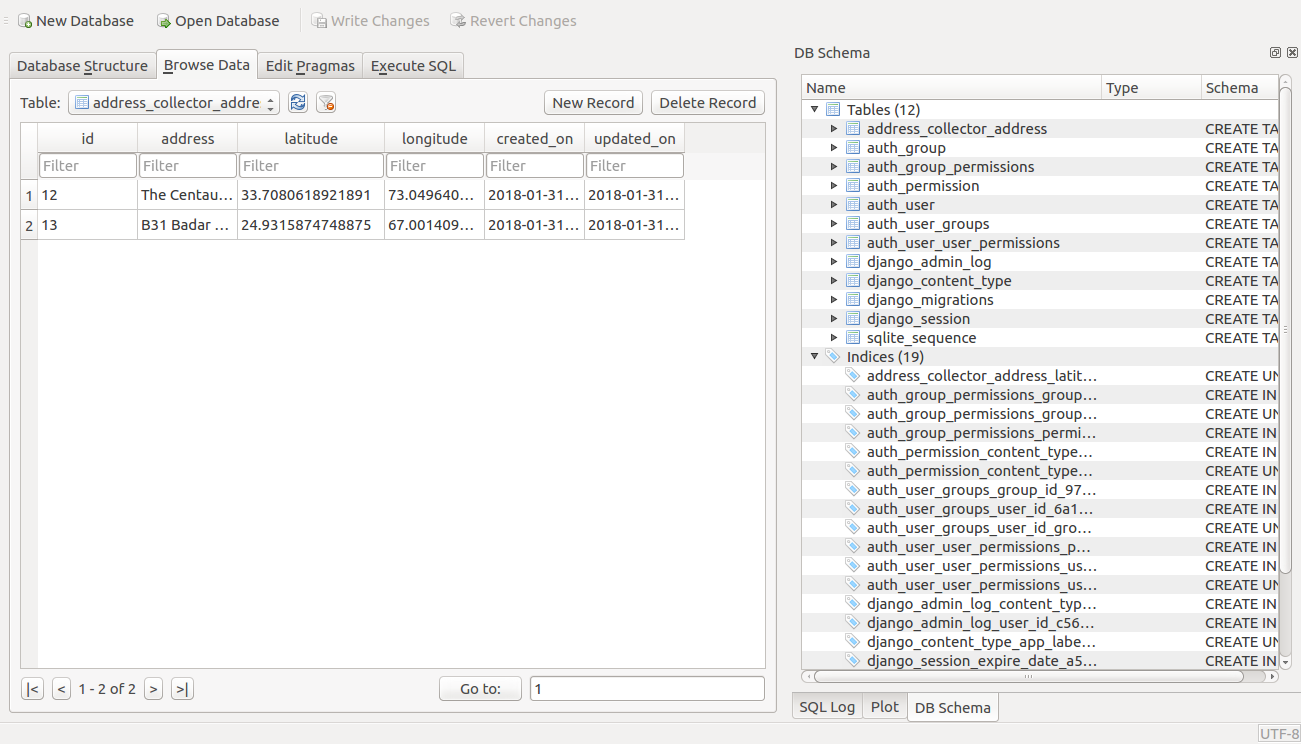 New Database Open Database Write Changes Revert Changes
Database Structure Browse Data Edit Pragmas Execute SQL
Table: address_collector_addre New Record Delete Record
id address latitude longitude created_on updated_on
Filter Filter Filter Filter Filter Filter
1 12 The Centau... 33.7080618921891 73.049640... 2018-01-31... 2018-01-31...
2 13 B31 Badar ... 24.9315874748875 67.001409... 2018-01-31... 2018-01-31...
|< < 1 - 2 of 2 > >| Go to: 1
DB Schema
Name Type Schema
Tables (12)
address_collector_address CREATE TA
auth_group CREATE TA
auth_group_permissions CREATE TA
auth_permission CREATE TA
auth_user CREATE TA
auth_user_groups CREATE TA
auth_user_user_permissions CREATE TA
django_admin_log CREATE TA
django_content_type CREATE TA
django_migrations CREATE TA
django_session CREATE TA
sqlite_sequence CREATE TA
Indices (19)
address_collector_address_latit... CREATE UN
auth_group_permissions_group... CREATE IN
auth_group_permissions_group... CREATE UN
auth_group_permissions_permi... CREATE IN
auth_permission_content_type... CREATE IN
auth_permission_content_type... CREATE UN
auth_user_groups_group_id_97... CREATE IN
auth_user_groups_user_id_6a1... CREATE IN
auth_user_groups_user_id_gro... CREATE UN
auth_user_user_permissions_p... CREATE IN
auth_user_user_permissions_us... CREATE IN
auth_user_user_permissions_us... CREATE UN
django_admin_log_content_typ... CREATE IN
django_admin_log_user_id_c56... CREATE IN
django_content_type_app_labe... CREATE UN
django_session_expire_date_a5... CREATE IN
SQL Log Plot DB Schema
UTF-8